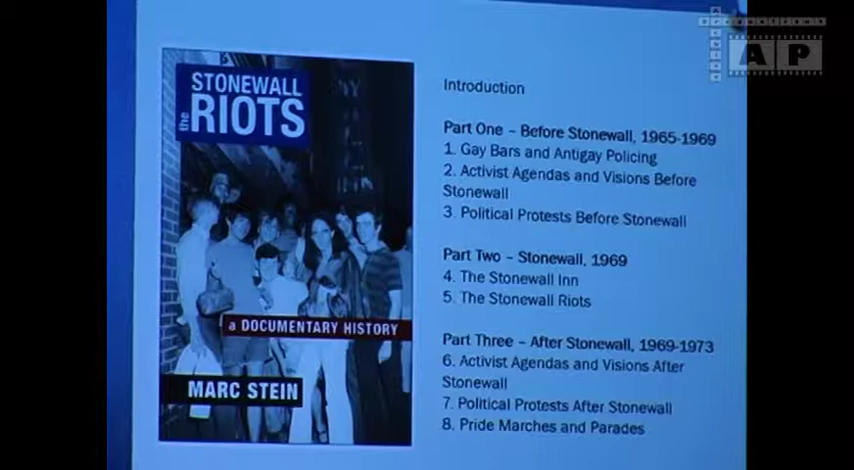 STONEWALL
the RIOTS
a DOCUMENTARY HISTORY
MARC STEIN
Introduction
Part One – Before Stonewall, 1965-1969
1. Gay Bars and Antigay Policing
2. Activist Agendas and Visions Before
Stonewall
3. Political Protests Before Stonewall
Part Two – Stonewall, 1969
4. The Stonewall Inn
5. The Stonewall Riots
Part Three – After Stonewall, 1969-1973
6. Activist Agendas and Visions After
Stonewall
7. Political Protests After Stonewall
8. Pride Marches and Parades
AP